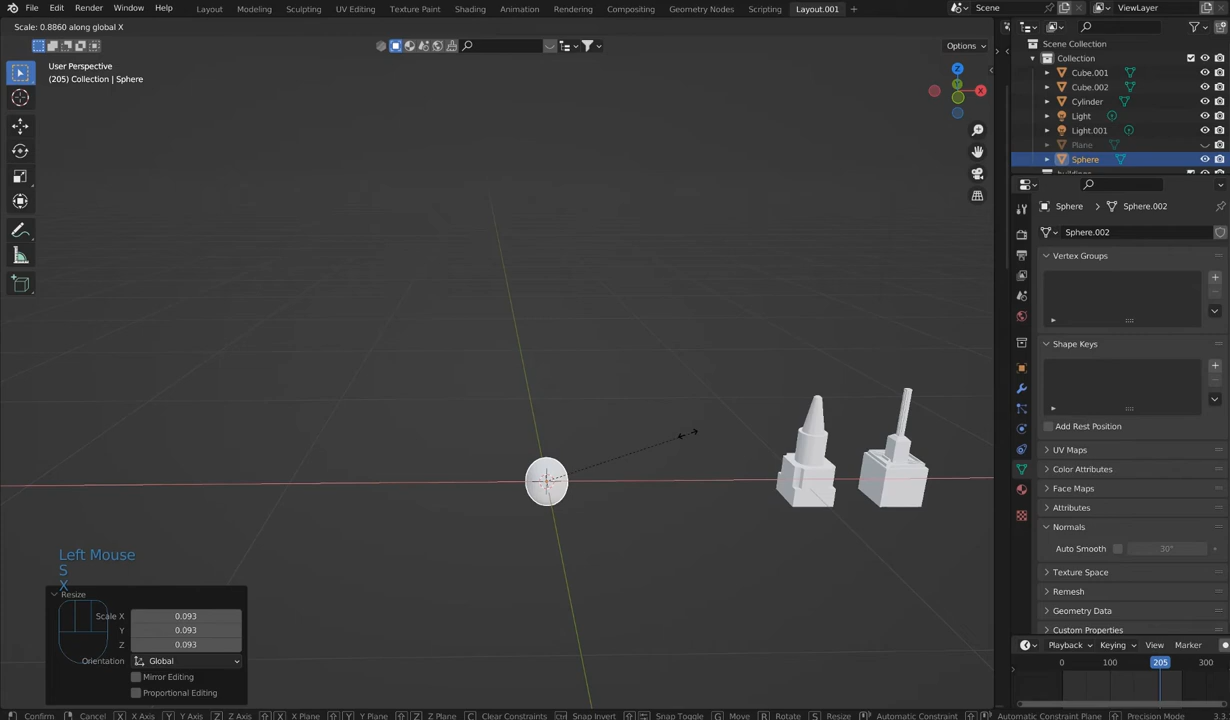 File Edit Render Window Help Layout Modeling Sculpting UV Editing Texture Paint Shading Animation Rendering Compositing Geometry Nodes Scripting Layout.001 Scene ViewLayer
Scale: 0.8860 along global X
Options
User Perspective
(205) Collection | Sphere
Z
X
Y
Scene Collection
Collection
Cube.001
Cube.002
Cylinder
Light
Light.001
Plane
Sphere
buildings
Sphere > Sphere.002
Sphere.002
Vertex Groups
Shape Keys
Add Rest Position
UV Maps
Color Attributes
Face Maps
Attributes
Normals
Auto Smooth 30°
Texture Space
Remesh
Geometry Data
Custom Properties
Left Mouse
S
X
Resize
Scale X 0.093
Y 0.093
Z 0.093
Orientation Global
Mirror Editing
Proportional Editing
Playback Keying View Marker
0 100 205 300
Confirm Cancel X X Axis Y Y Axis Z Z Axis X X Plane Y Y Plane Z Z Plane C Clear Constraints Ctrl Snap Invert Snap Toggle G Move R Rotate S Resize Automatic Constraint Automatic Constraint Plane Precision Mode